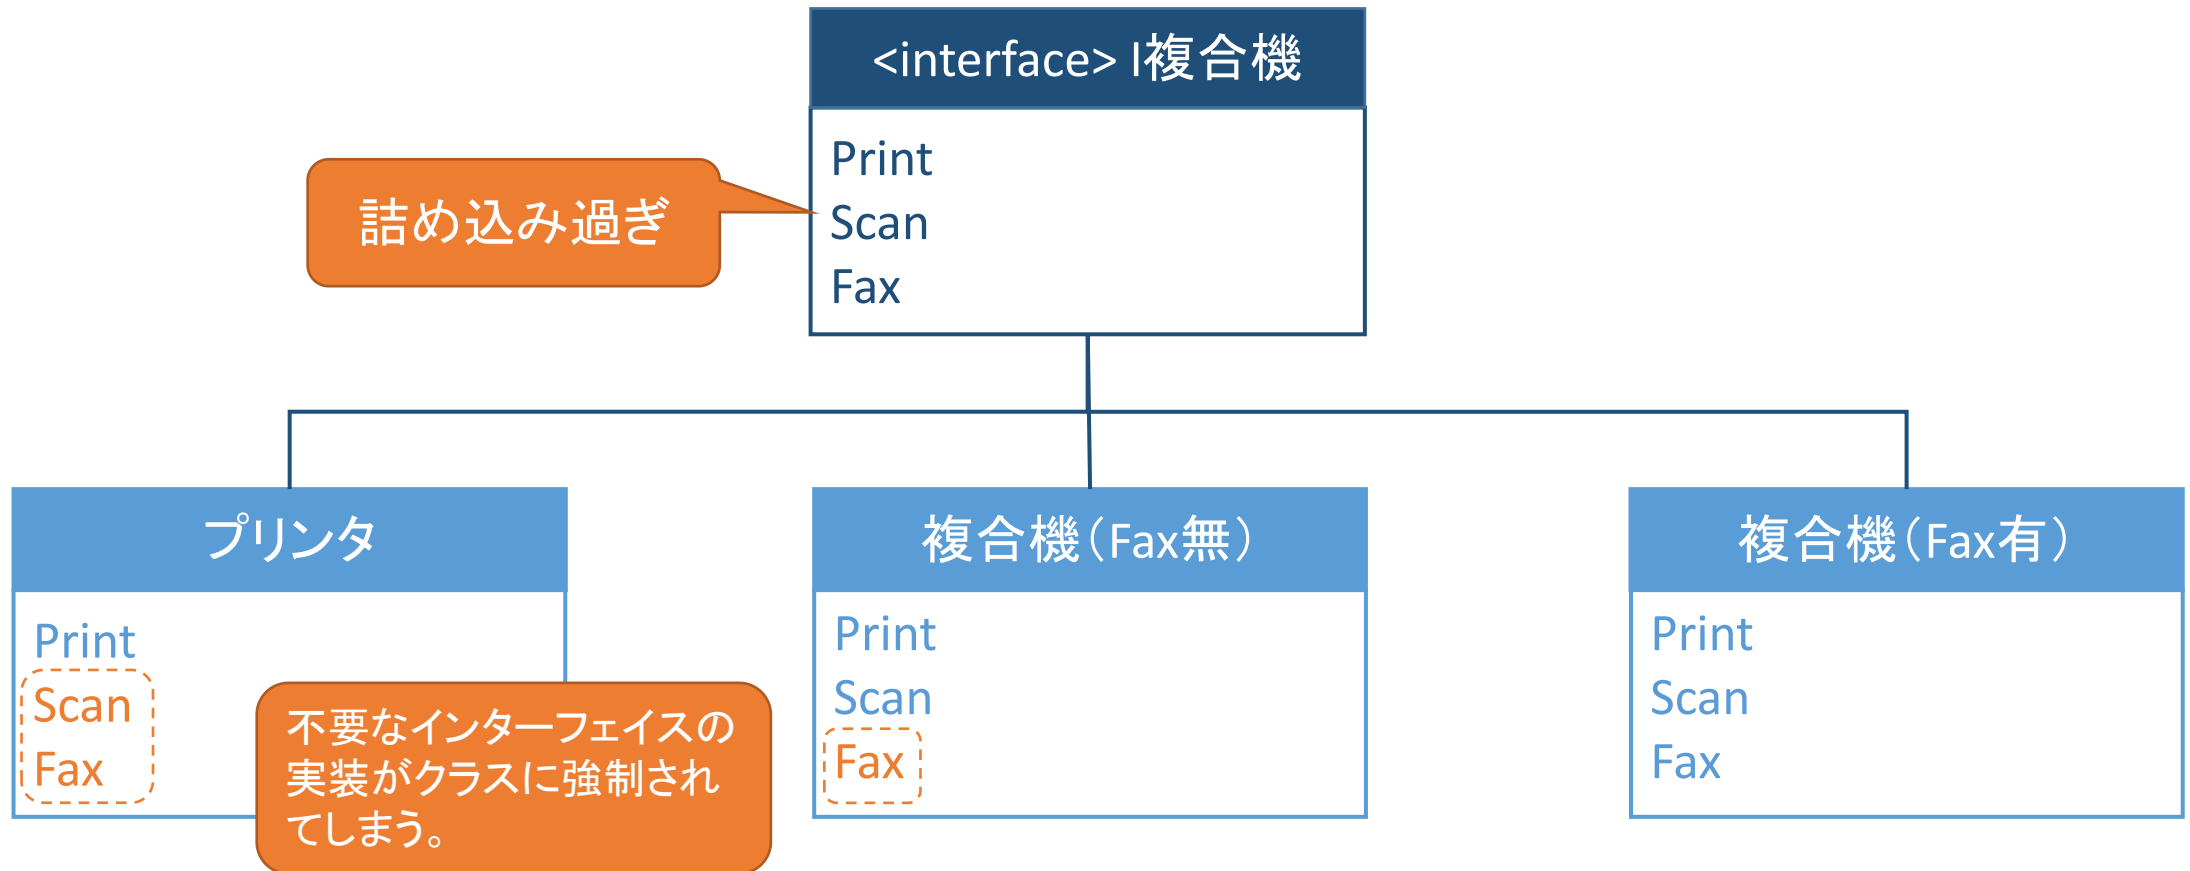 <interface> I複合機
Print
Scan
Fax
詰め込み過ぎ
プリンタ
Print
Scan
Fax
不要なインターフェイスの
実装がクラスに強制され
てしまう。
複合機（Fax無）
Print
Scan
Fax
複合機（Fax有）
Print
Scan
Fax